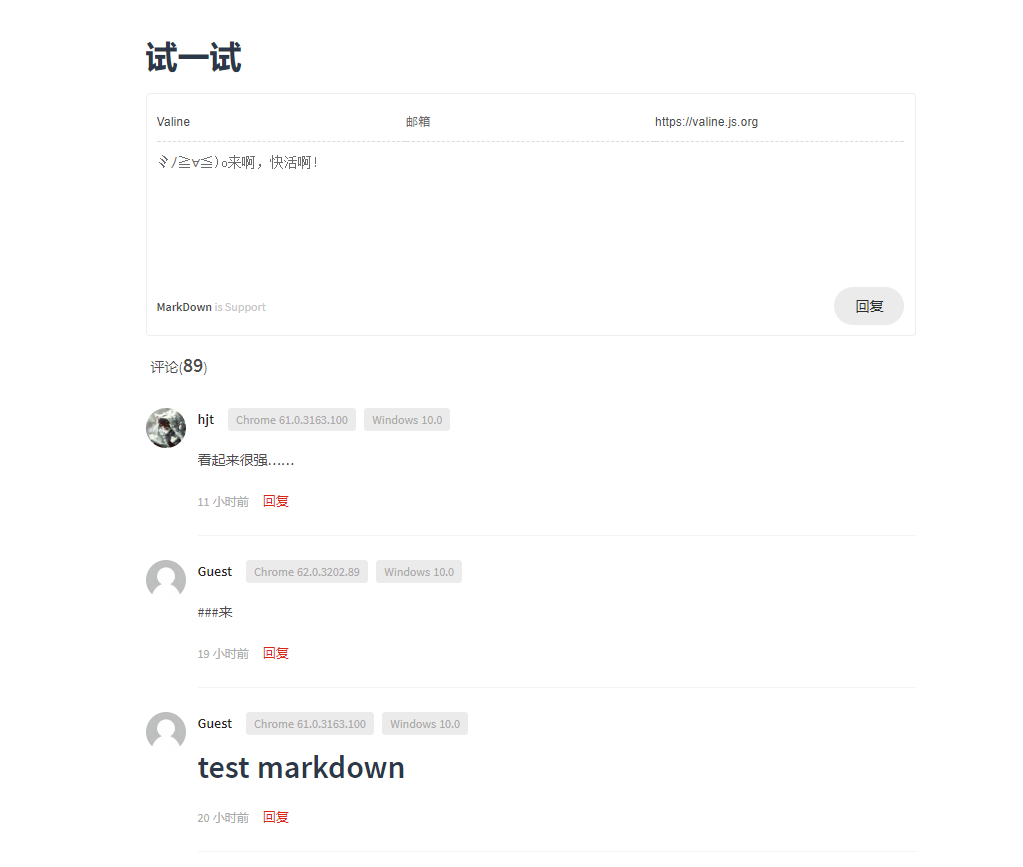 试一试
Valine 邮箱 https://valine.js.org
ヾﾉ≧∀≦)o来啊，快活啊!
MarkDown is Support 回复
评论(89)
hjt Chrome 61.0.3163.100 Windows 10.0
看起来很强……
11 小时前 回复
Guest Chrome 62.0.3202.89 Windows 10.0
###来
19 小时前 回复
Guest Chrome 61.0.3163.100 Windows 10.0
test markdown
20 小时前 回复